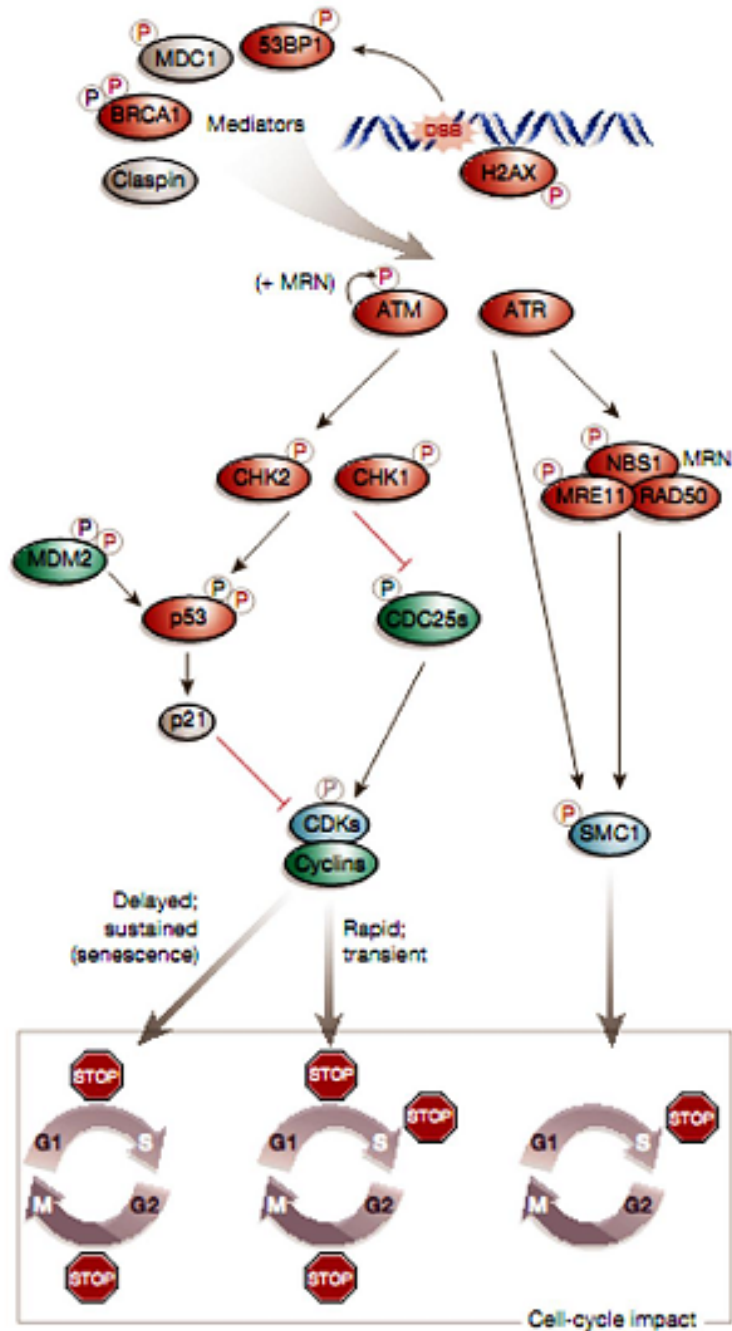 P
P
MDC1
53BP1
P
P
BRCA1
Mediators
DSB
Claspin
H2AX
P
(+ MRN)
P
ATM
ATR
P
P
P
NBS1
MRN
CHK2
CHK1
P
MRE11
RAD50
P
P
MDM2
P
P
P
p53
CDC25s
p21
P
CDKs
P
SMC1
Cyclins
Delayed;
sustained
(senescence)
Rapid;
transient
STOP
STOP
STOP
STOP
G1
S
G1
S
G1
S
M
G2
M
G2
M
G2
STOP
STOP
Cell-cycle impact